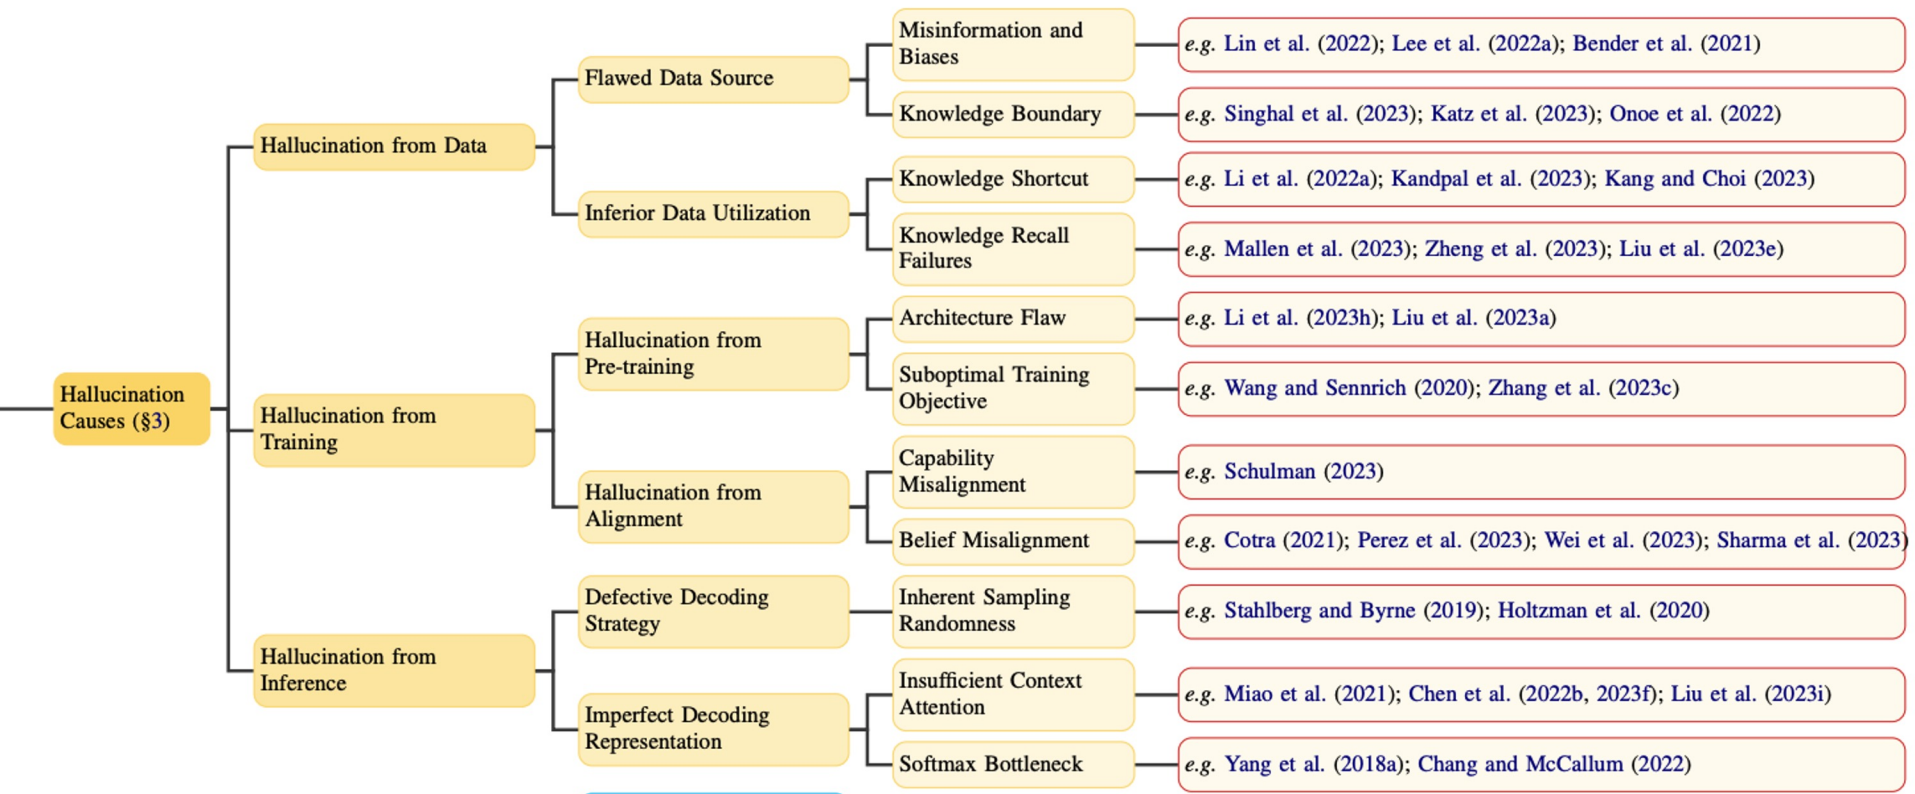 Misinformation and
Biases
e.g. Lin et al. (2022); Lee et al. (2022a); Bender et al. (2021)
Flawed Data Source
Knowledge Boundary
e.g. Singhal et al. (2023); Katz et al. (2023); Onoe et al. (2022)
Hallucination from Data
Knowledge Shortcut
e.g. Li et al. (2022a); Kandpal et al. (2023); Kang and Choi (2023)
Inferior Data Utilization
Knowledge Recall
Failures
e.g. Mallen et al. (2023); Zheng et al. (2023); Liu et al. (2023e)
Architecture Flaw
e.g. Li et al. (2023h); Liu et al. (2023a)
Hallucination from
Pre-training
Suboptimal Training
Objective
e.g. Wang and Sennrich (2020); Zhang et al. (2023c)
Hallucination
Causes (§3)
Hallucination from
Training
Capability
Misalignment
e.g. Schulman (2023)
Hallucination from
Alignment
Belief Misalignment
e.g. Cotra (2021); Perez et al. (2023); Wei et al. (2023); Sharma et al. (2023)
Defective Decoding
Strategy
Inherent Sampling
Randomness
e.g. Stahlberg and Byrne (2019); Holtzman et al. (2020)
Hallucination from
Inference
Insufficient Context
Attention
e.g. Miao et al. (2021); Chen et al. (2022b, 2023f); Liu et al. (2023i)
Imperfect Decoding
Representation
Softmax Bottleneck
e.g. Yang et al. (2018a); Chang and McCallum (2022)